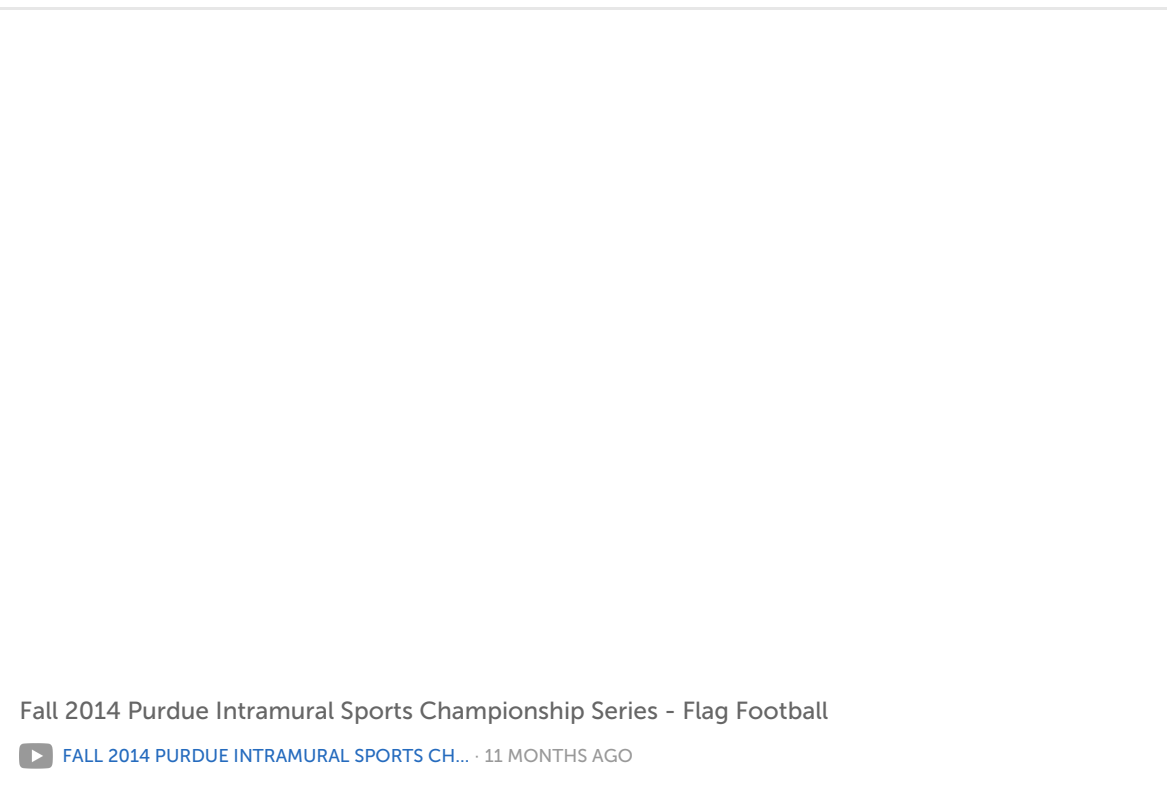 Fall 2014 Purdue Intramural Sports Championship Series - Flag Football
FALL 2014 PURDUE INTRAMURAL SPORTS CH... · 11 MONTHS AGO